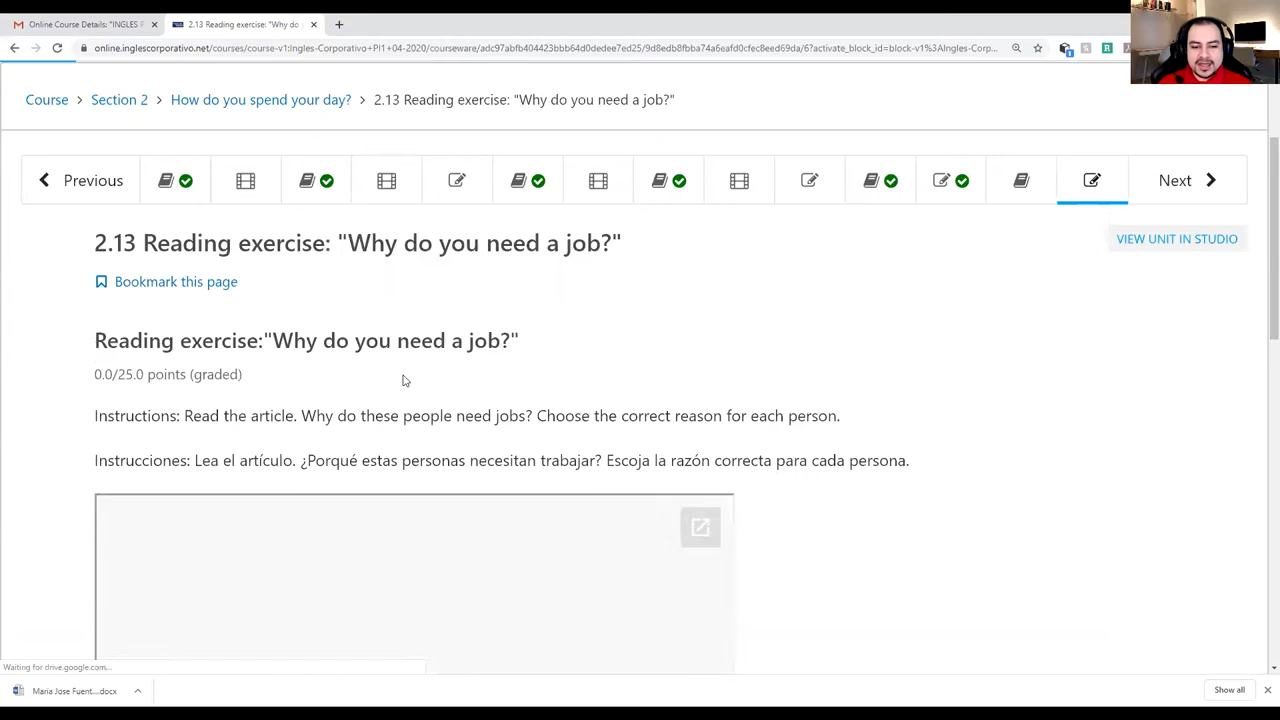 Online Course Details: "INGLES P
2.13 Reading exercise: "Why do
online.inglescorporativo.net/courses/course-v1:Ingles-Corporativo+PI1+04-2020/courseware/adc97abfb404423bbb64d0dedee7ed25/9d8edb8fbba74a6eafd0cfec8eed69da/6?activate_block_id=block-v1%3AIngles-Corp...
Course > Section 2 > How do you spend your day? > 2.13 Reading exercise: "Why do you need a job?"
Previous
Next
2.13 Reading exercise: "Why do you need a job?"
VIEW UNIT IN STUDIO
Bookmark this page
Reading exercise:"Why do you need a job?"
0.0/25.0 points (graded)
Instructions: Read the article. Why do these people need jobs? Choose the correct reason for each person.
Instrucciones: Lea el artículo. ¿Porqué estas personas necesitan trabajar? Escoja la razón correcta para cada persona.
Waiting for drive.google.com...
Maria Jose Fuent....docx
Show all